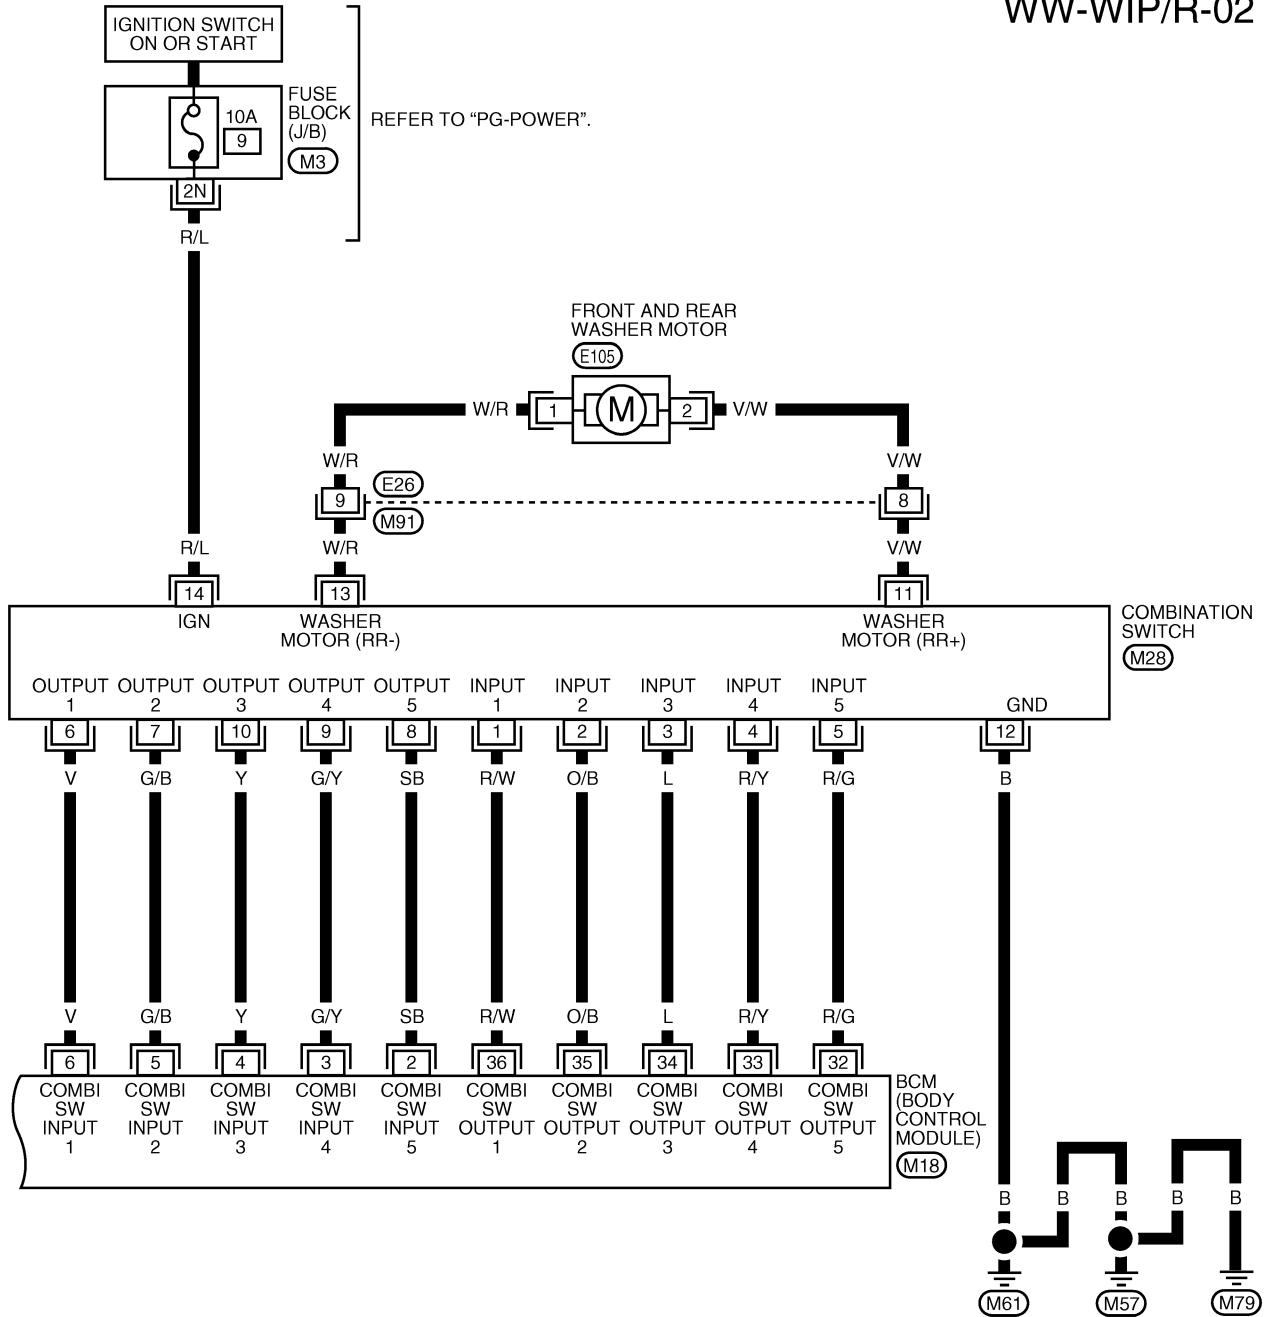 WW-WIP/R-02
IGNITION SWITCH
ON OR START
FUSE
BLOCK
(J/B)
M3
10A
9
REFER TO “PG-POWER”.
2N
R/L
FRONT AND REAR
WASHER MOTOR
E105
W/R
1
M
2
V/W
W/R
V/W
9
E26
M91
8
R/L
W/R
V/W
14
13
11
IGN
WASHER
MOTOR (RR-)
WASHER
MOTOR (RR+)
COMBINATION
SWITCH
M28
OUTPUT
1
OUTPUT
2
OUTPUT
3
OUTPUT
4
OUTPUT
5
INPUT
1
INPUT
2
INPUT
3
INPUT
4
INPUT
5
GND
6
7
10
9
8
1
2
3
4
5
12
V
G/B
Y
G/Y
SB
R/W
O/B
L
R/Y
R/G
B
V
G/B
Y
G/Y
SB
R/W
O/B
L
R/Y
R/G
6
5
4
3
2
36
35
34
33
32
COMBI
SW
INPUT
1
COMBI
SW
INPUT
2
COMBI
SW
INPUT
3
COMBI
SW
INPUT
4
COMBI
SW
INPUT
5
COMBI
SW
OUTPUT
1
COMBI
SW
OUTPUT
2
COMBI
SW
OUTPUT
3
COMBI
SW
OUTPUT
4
COMBI
SW
OUTPUT
5
BCM
(BODY
CONTROL
MODULE)
M18
B
B
B
B
B
M61
M57
M79